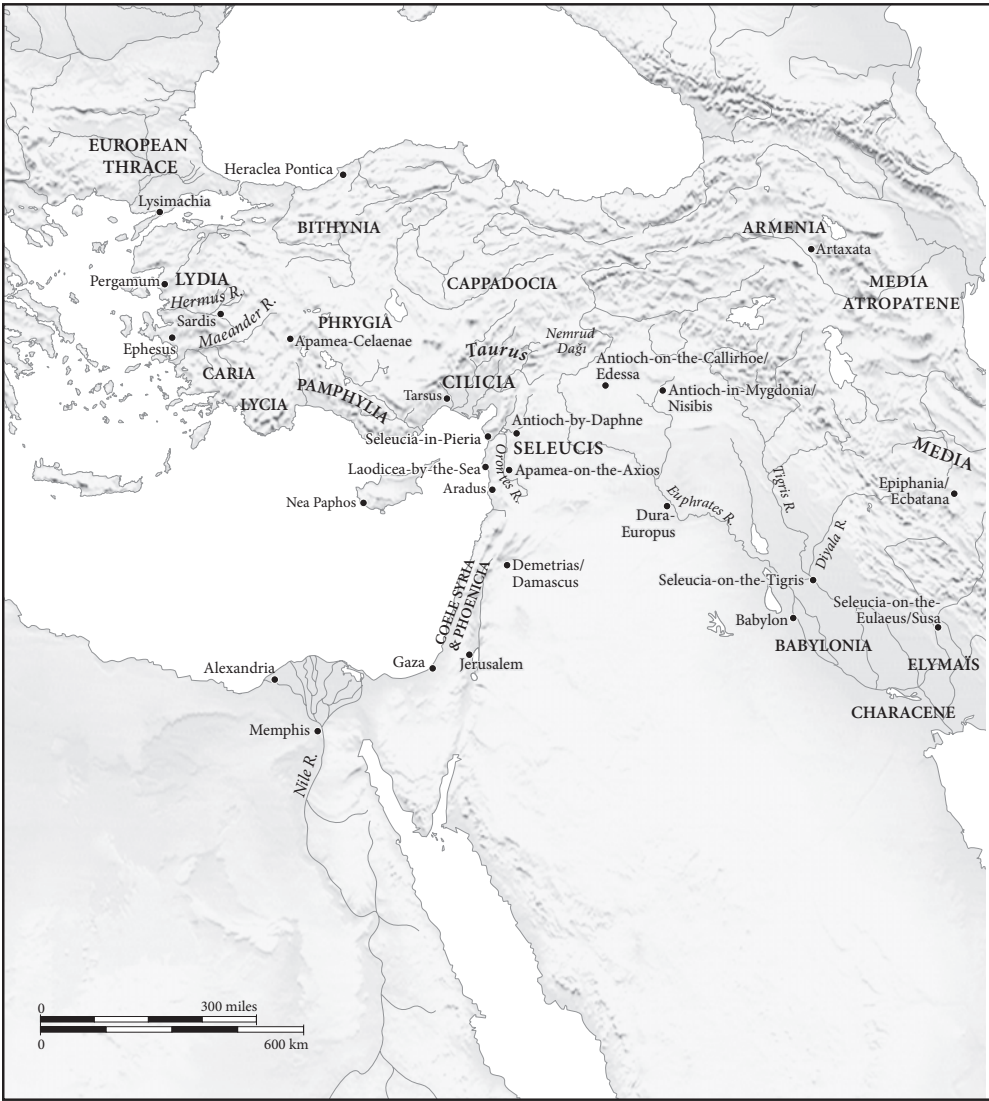 EUROPEAN
THRACE
Heraclea Pontica
Lysimachia
BITHYNIA
ARMENIA
Artaxata
Pergamum
LYDIA
CAPPADOCIA
MEDIA
ATROPATENE
Hermus R.
Sardis
Maeander R.
PHRYGIA
Apamea-Celaenae
Ephesus
Taurus
Nemrud
Dağı
Antioch-on-the-Callirhoe/
Edessa
CARIA
PAMPHYLIA
CILICIA
Tarsus
Antioch-in-Mygdonia/
Nisibis
LYCIA
Antioch-by-Daphne
Seleucia-in-Pieria
SELEUCIS
MEDIA
Laodicea-by-the-Sea
Orontes R.
Apamea-on-the-Axios
Tigris R.
Epiphania/
Ecbatana
Aradus
Nea Paphos
Euphrates R.
Dura-
Europus
Diyala R.
Demetrias/
Damascus
Seleucia-on-the-Tigris
COELE SYRIA
& PHOENICIA
Seleucia-on-the-
Eulaeus/Susa
Babylon
BABYLONIA
Alexandria
Gaza
Jerusalem
ELYMAÏS
CHARACENE
Memphis
Nile R.
0
300 miles
0
600 km